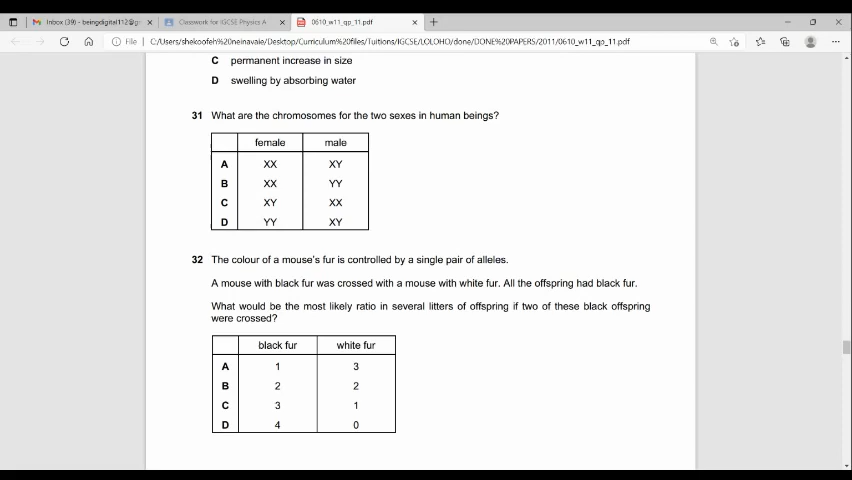 Inbox (39) - beingdigital112@g
Classwork for IGCSE Physics A
0610_w11_qp_11.pdf
File
C:/Users/shekoofeh%20neinavaie/Desktop/Curriculum%20files/Tuitions/IGCSE/LOLOHO/done/DONE%20PAPERS/2011/0610_w11_qp_11.pdf
C permanent increase in size
D swelling by absorbing water
31 What are the chromosomes for the two sexes in human beings?
female male
A XX XY
B XX YY
C XY XX
D YY XY
32 The colour of a mouse's fur is controlled by a single pair of alleles.
A mouse with black fur was crossed with a mouse with white fur. All the offspring had black fur.
What would be the most likely ratio in several litters of offspring if two of these black offspring
were crossed?
black fur white fur
A 1 3
B 2 2
C 3 1
D 4 0